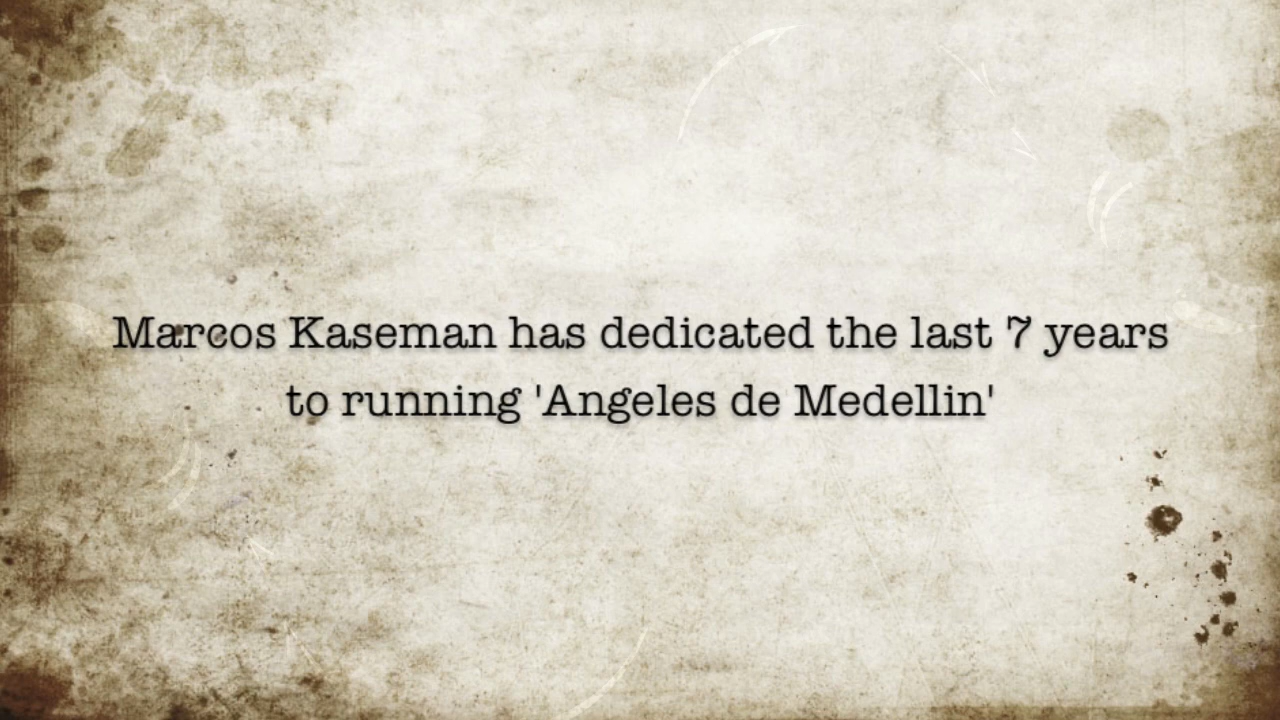 Marcos Kaseman has dedicated the last 7 years
to running 'Angeles de Medellin'